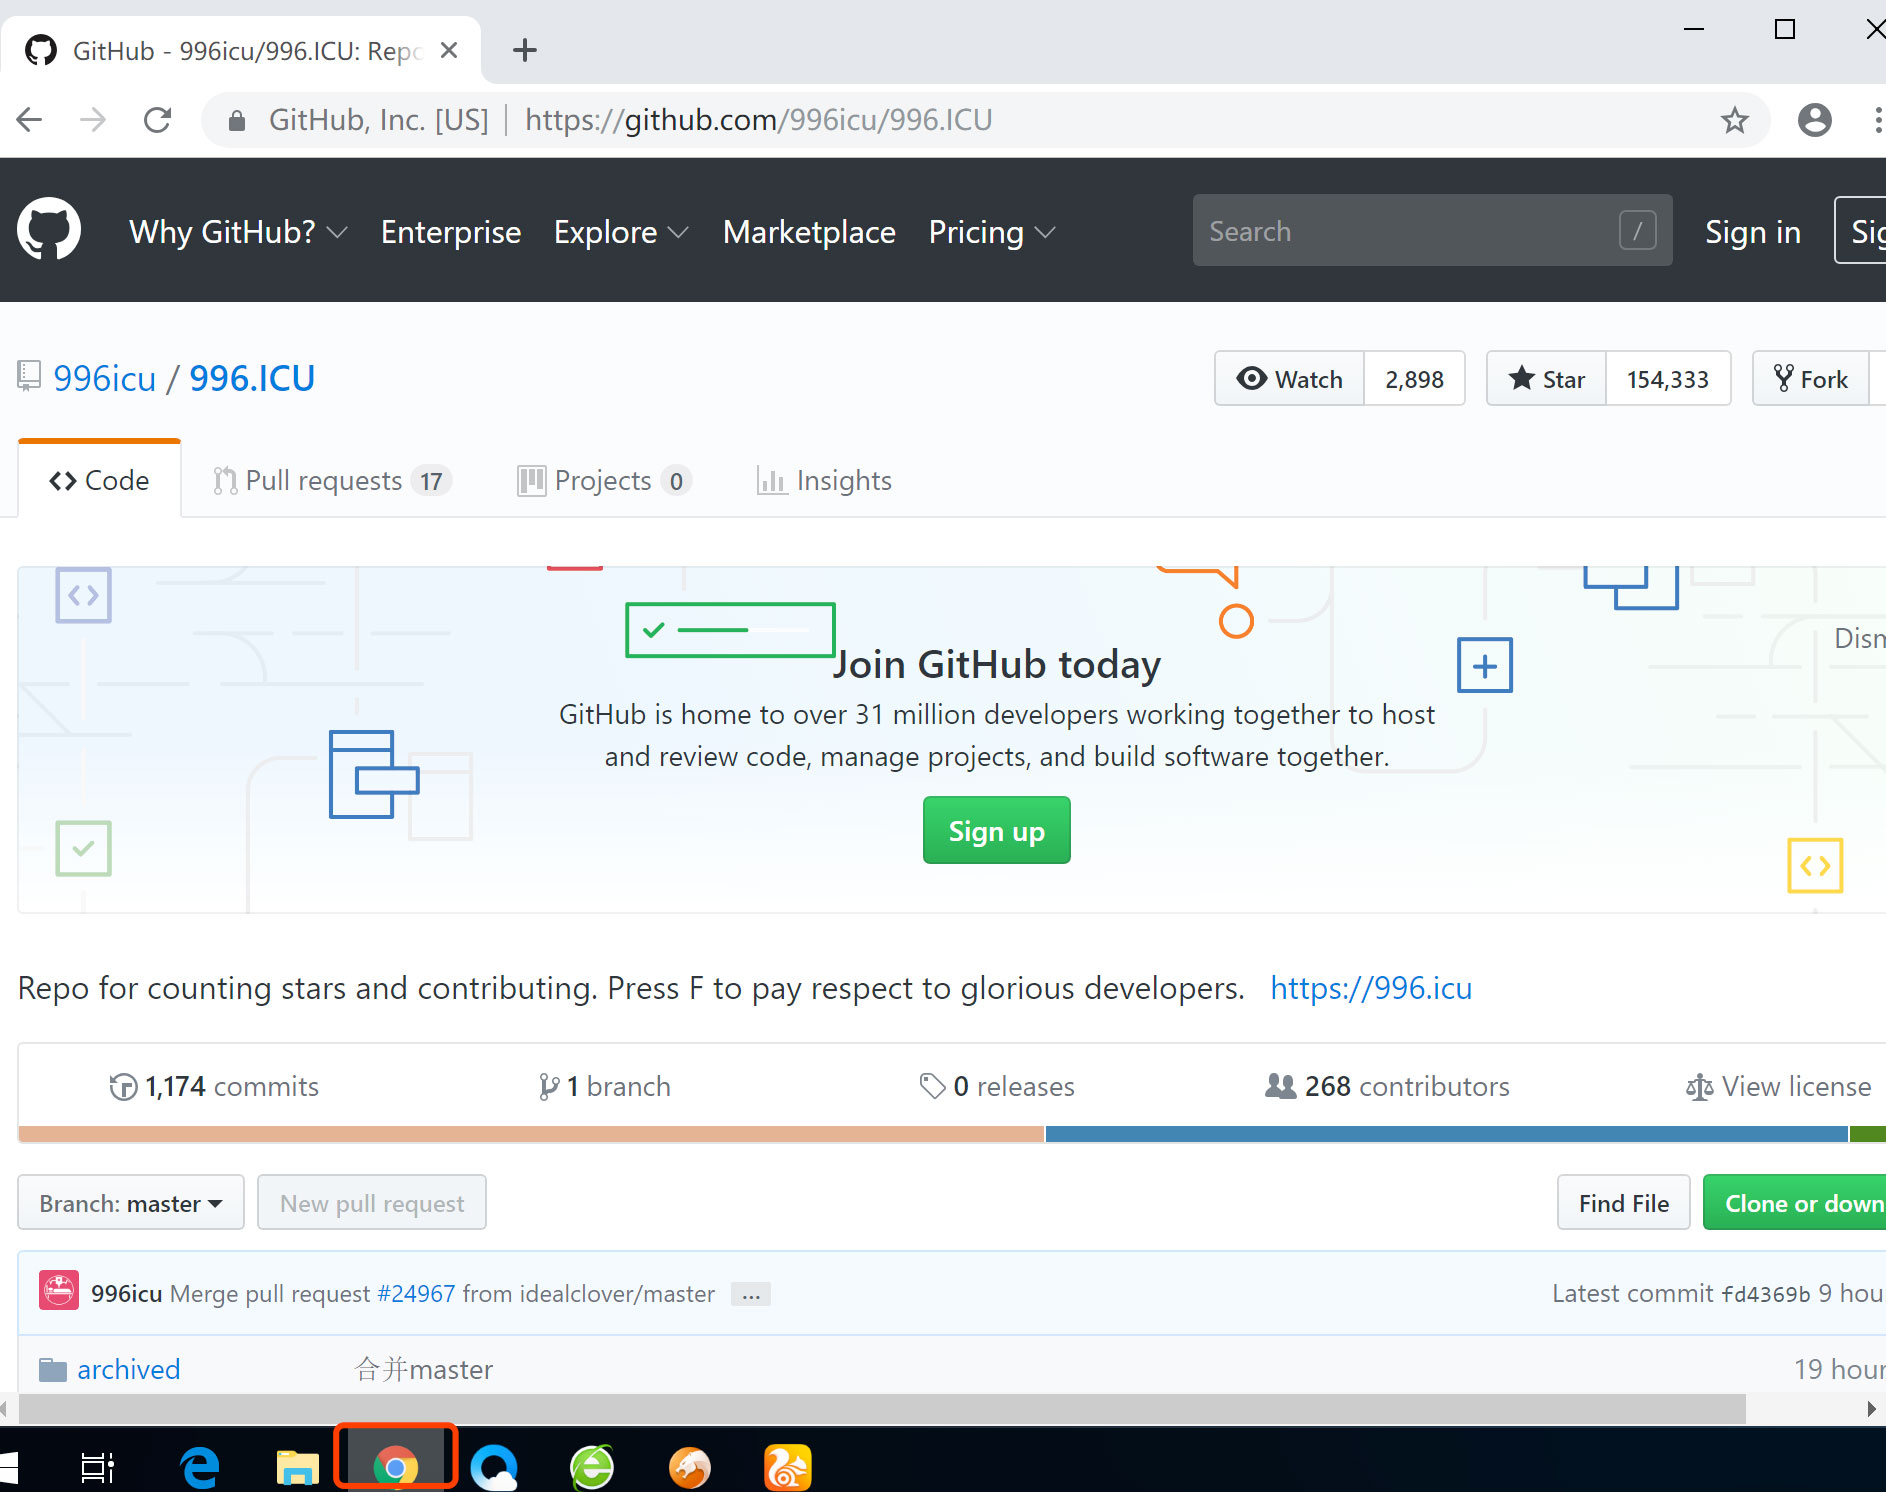 GitHub - 996icu/996.ICU: Repo
GitHub, Inc. [US] | https://github.com/996icu/996.ICU
Why GitHub? Enterprise Explore Marketplace Pricing Search / Sign in Sig
996icu / 996.ICU Watch 2,898 Star 154,333 Fork
Code Pull requests 17 Projects 0 Insights
Dism
Join GitHub today
GitHub is home to over 31 million developers working together to host
and review code, manage projects, and build software together.
Sign up
Repo for counting stars and contributing. Press F to pay respect to glorious developers. https://996.icu
1,174 commits 1 branch 0 releases 268 contributors View license
Branch: master New pull request Find File Clone or down
996icu Merge pull request #24967 from idealclover/master ... Latest commit fd4369b 9 hou
archived 合并master 19 hour